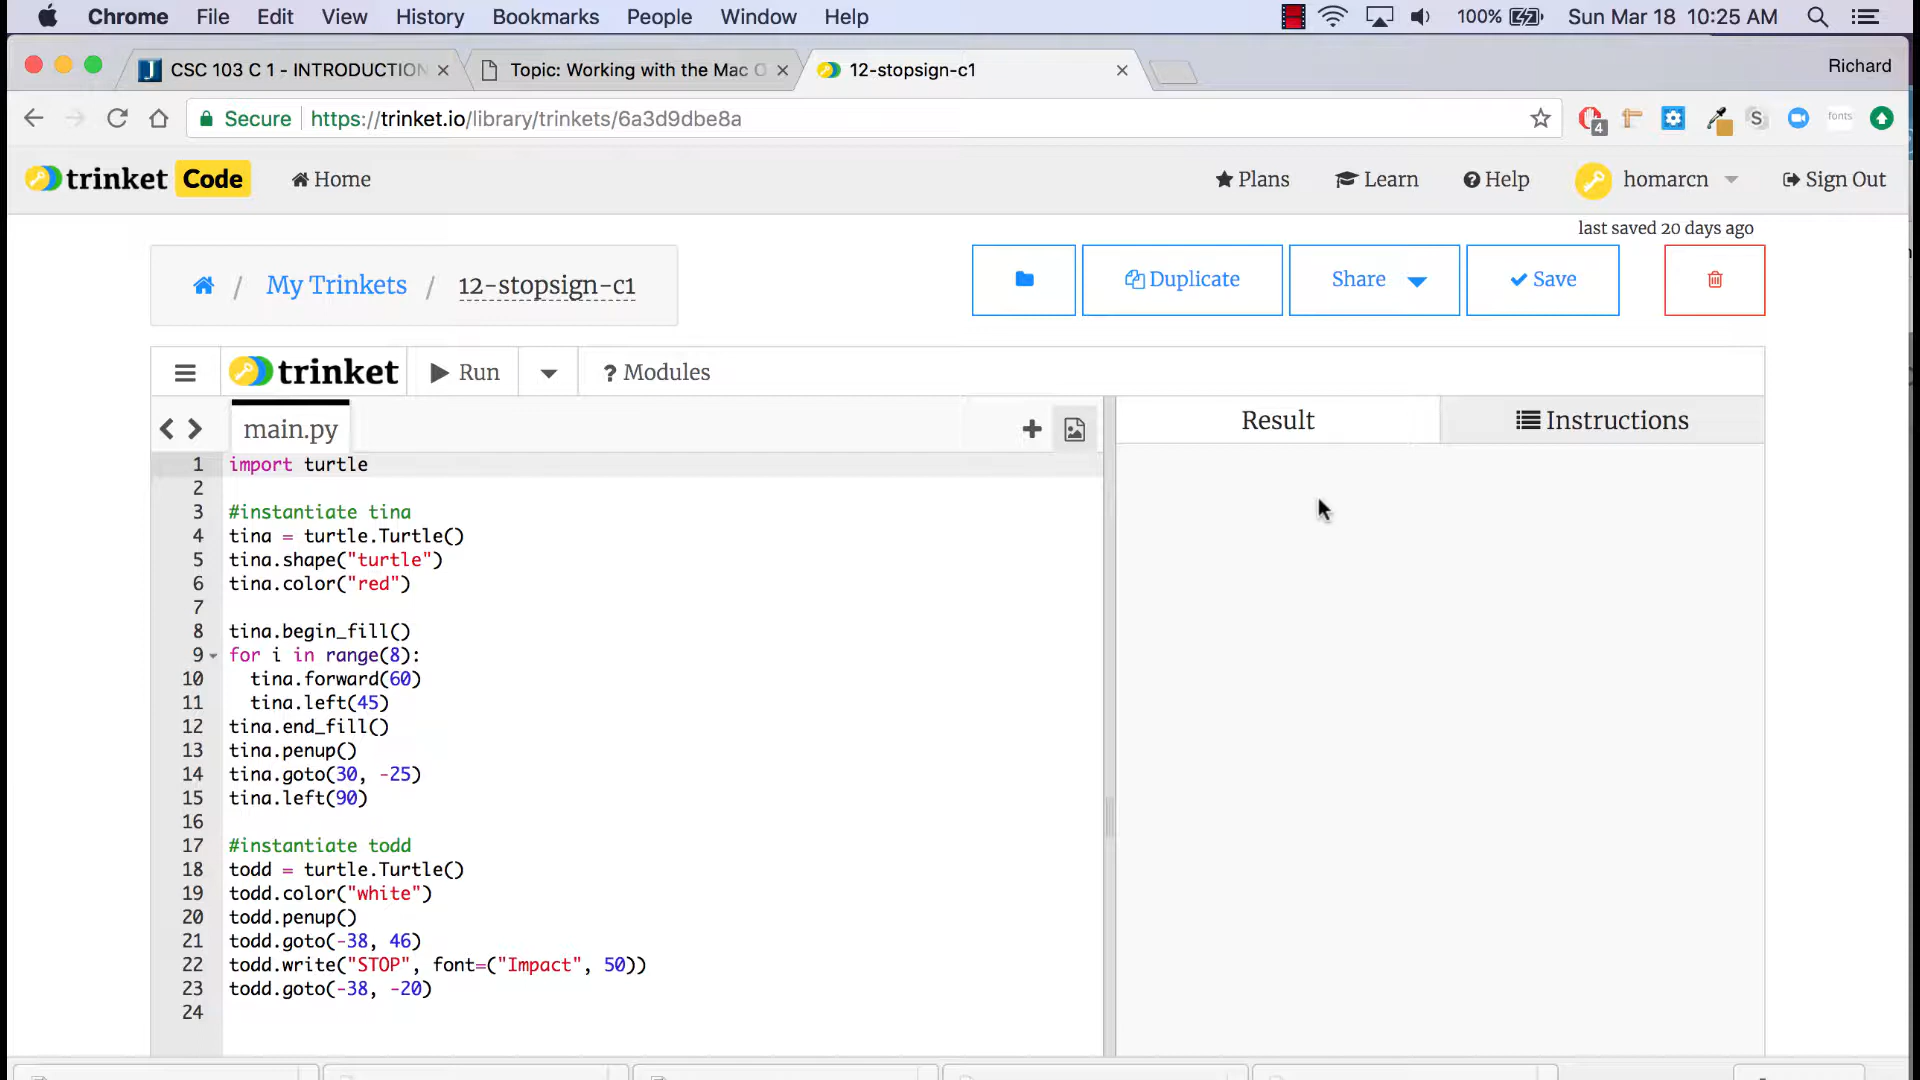 Chrome File Edit View History Bookmarks People Window Help 100% Sun Mar 18 10:25 AM
CSC 103 C 1 - INTRODUCTION Topic: Working with the Mac O 12-stopsign-c1 Richard
Secure https://trinket.io/library/trinkets/6a3d9dbe8a 4 S fonts
trinket Code Home Plans Learn Help homarcn Sign Out
last saved 20 days ago
/ My Trinkets / 12-stopsign-c1 Duplicate Share Save
trinket Run ? Modules
main.py Result Instructions
1 import turtle
2
3 #instantiate tina
4 tina = turtle.Turtle()
5 tina.shape("turtle")
6 tina.color("red")
7
8 tina.begin_fill()
9 for i in range(8):
10 tina.forward(60)
11 tina.left(45)
12 tina.end_fill()
13 tina.penup()
14 tina.goto(30, -25)
15 tina.left(90)
16
17 #instantiate todd
18 todd = turtle.Turtle()
19 todd.color("white")
20 todd.penup()
21 todd.goto(-38, 46)
22 todd.write("STOP", font=("Impact", 50))
23 todd.goto(-38, -20)
24